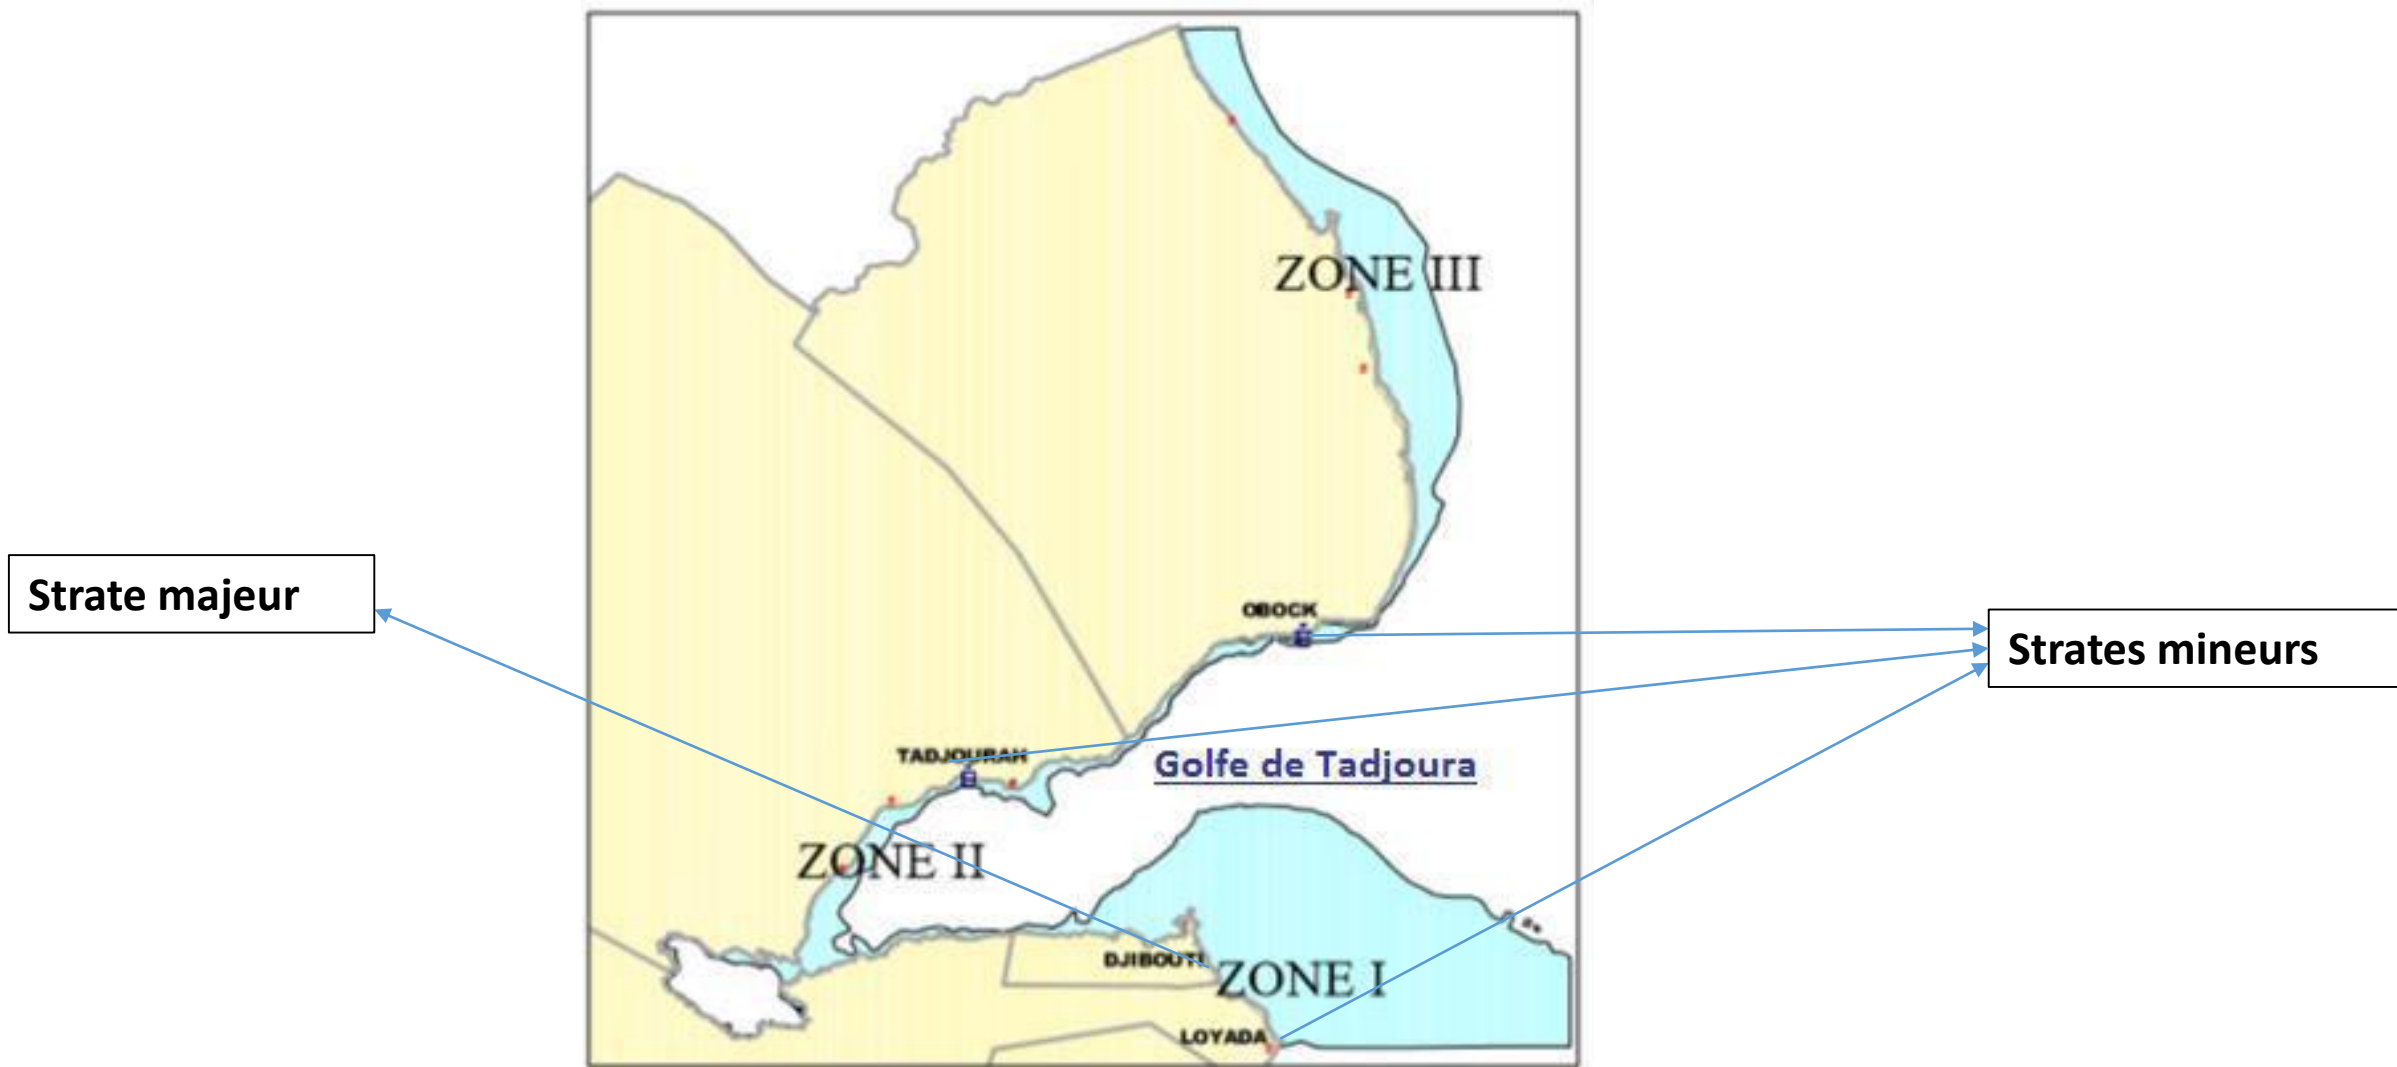 ZONE III
Strate majeur
OBOCK
Strates mineurs
TADJOURAH
Golfe de Tadjoura
ZONE II
DJIBOUTI
ZONE I
LOYADA